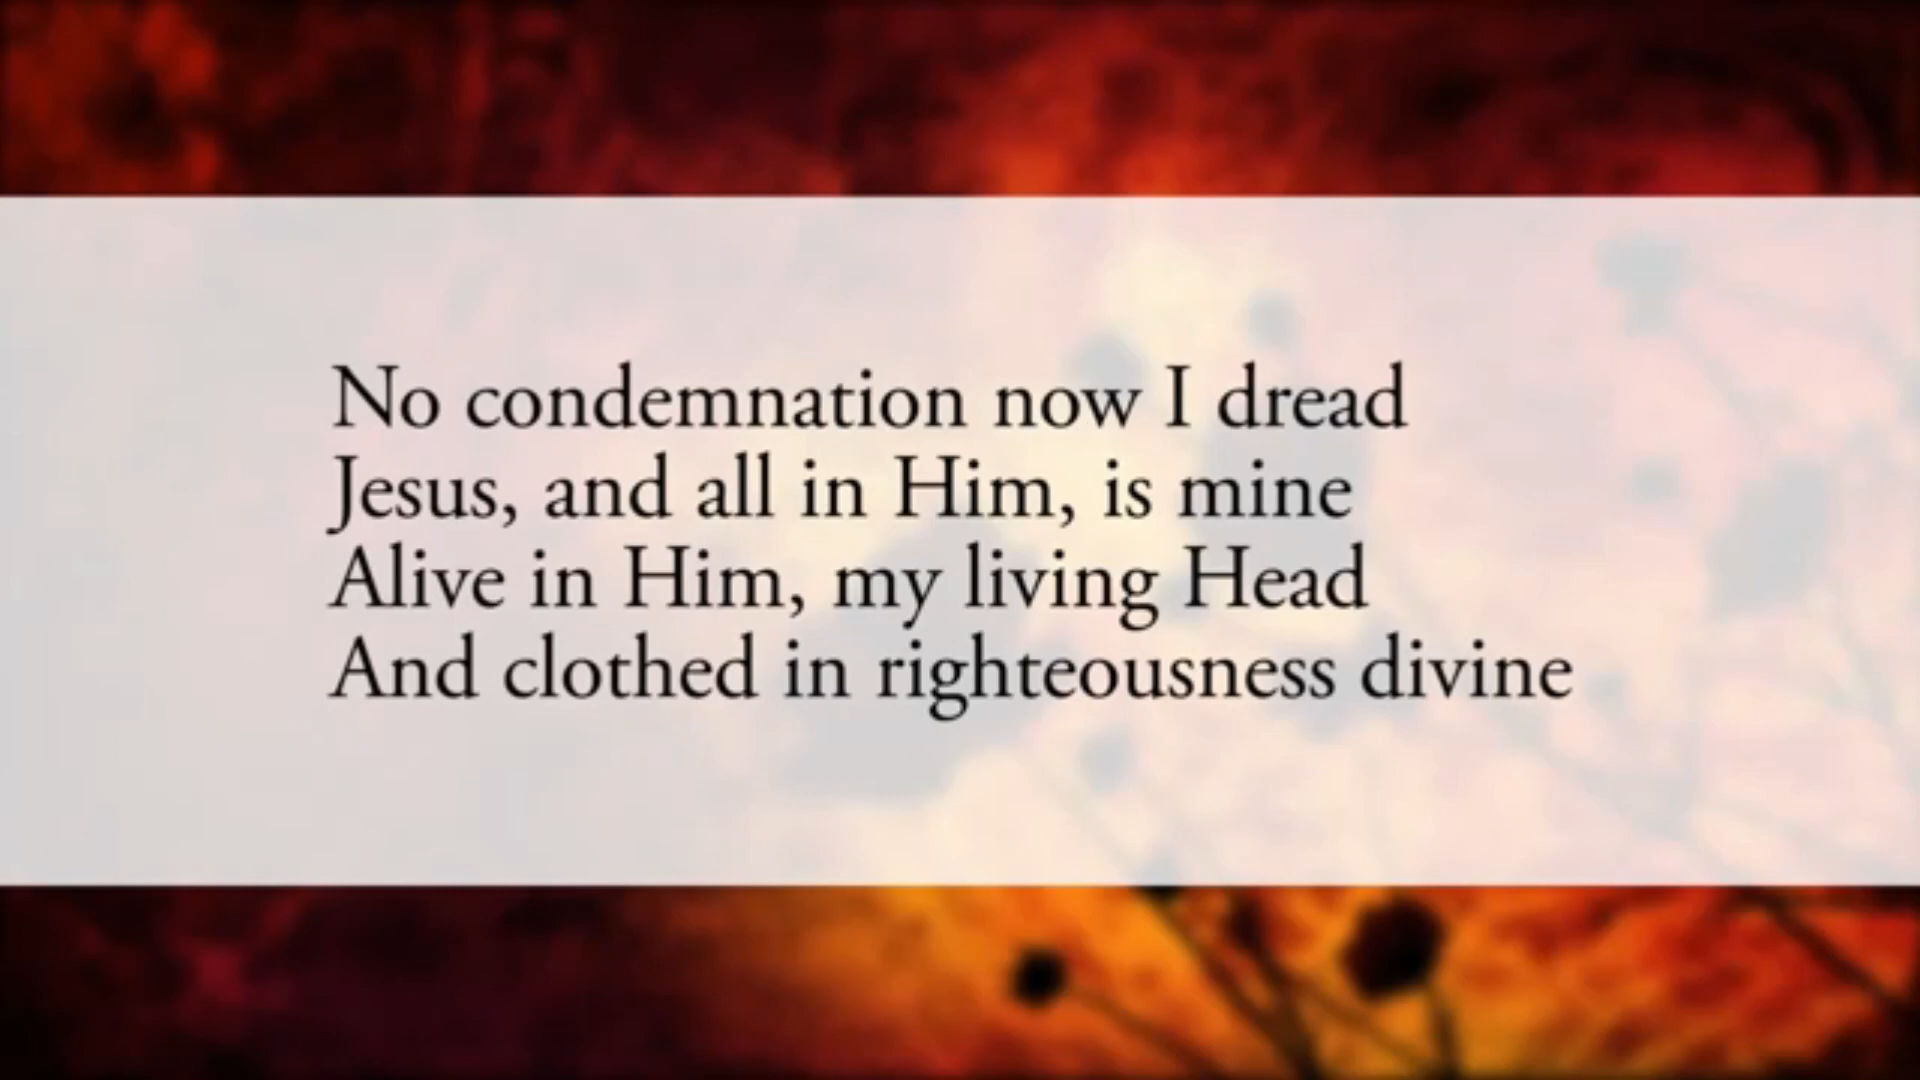 No condemnation now I dread
Jesus, and all in Him, is mine
Alive in Him, my living Head
And clothed in righteousness divine